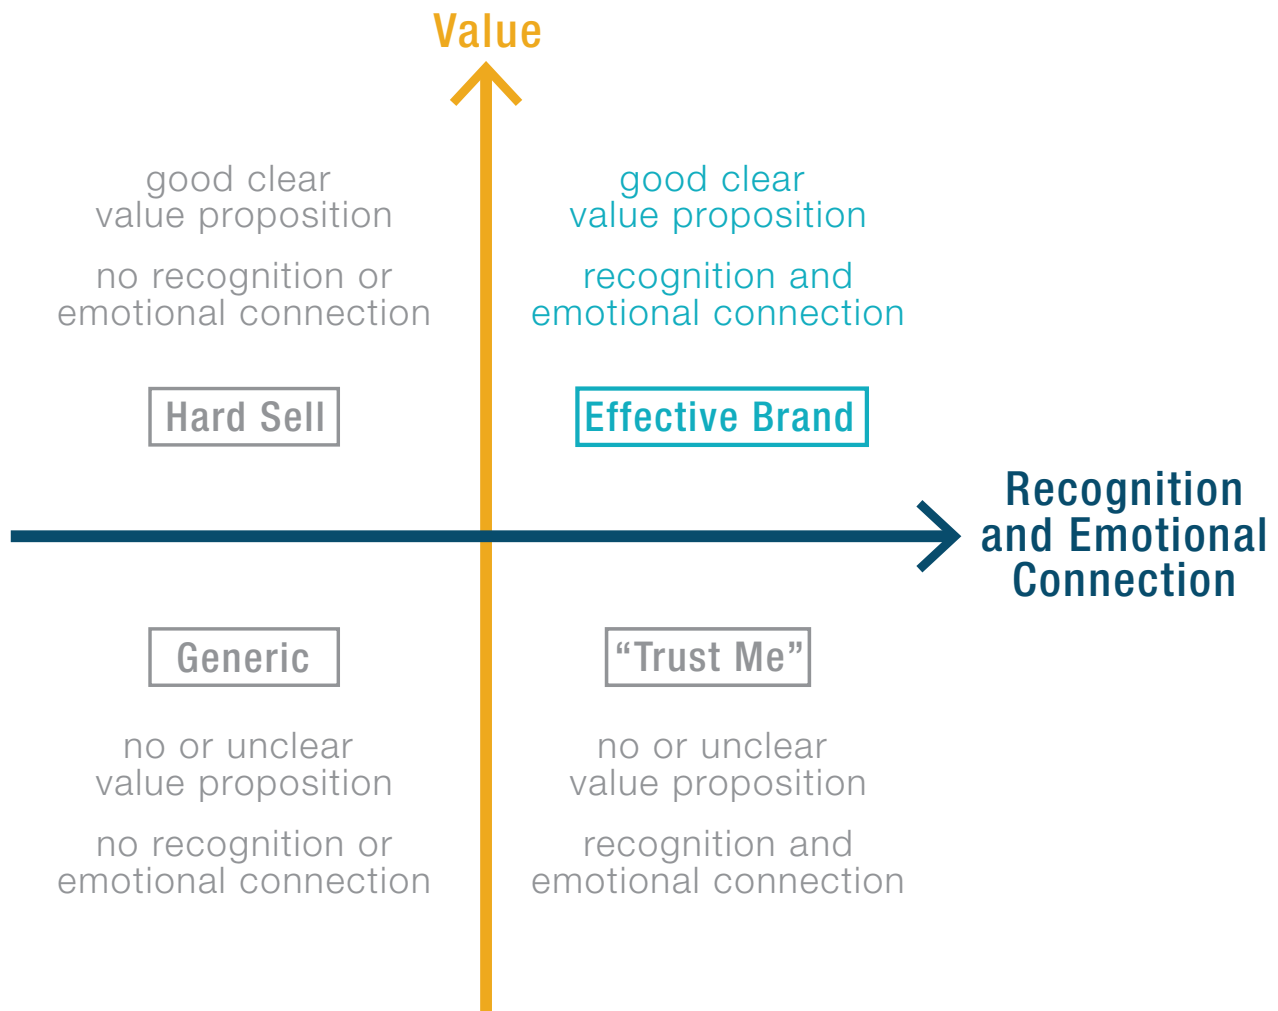 Value
good clear
value proposition
no recognition or
emotional connection
Hard Sell
good clear
value proposition
recognition and
emotional connection
Effective Brand
Recognition
and Emotional
Connection
Generic
no or unclear
value proposition
no recognition or
emotional connection
“Trust Me”
no or unclear
value proposition
recognition and
emotional connection